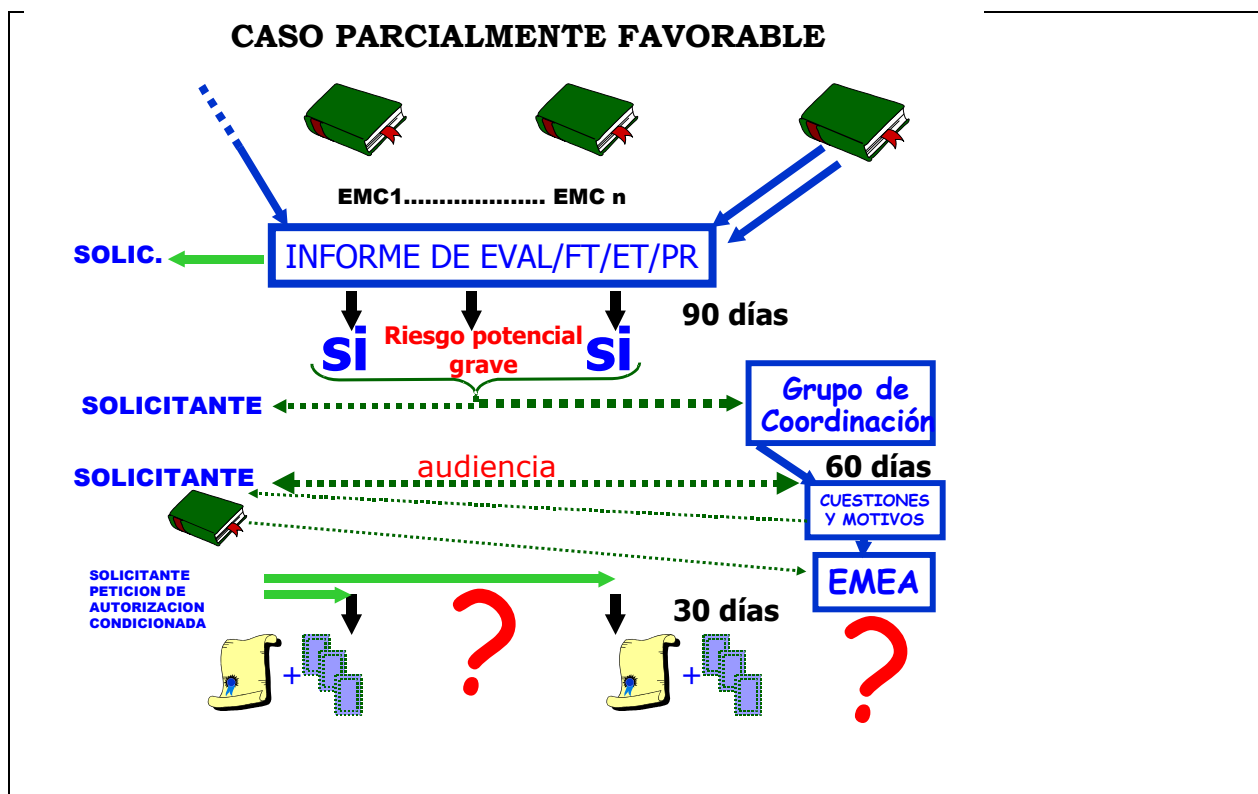 CASO PARCIALMENTE FAVORABLE
EMC1.................... EMC n
SOLIC.
INFORME DE EVAL/FT/ET/PR
90 días
si
Riesgo potencial
grave
si
SOLICITANTE
Grupo de
Coordinación
SOLICITANTE
audiencia
60 días
CUESTIONES
Y MOTIVOS
EMEA
SOLICITANTE
PETICION DE
AUTORIZACION
CONDICIONADA
?
30 días
?
+
+